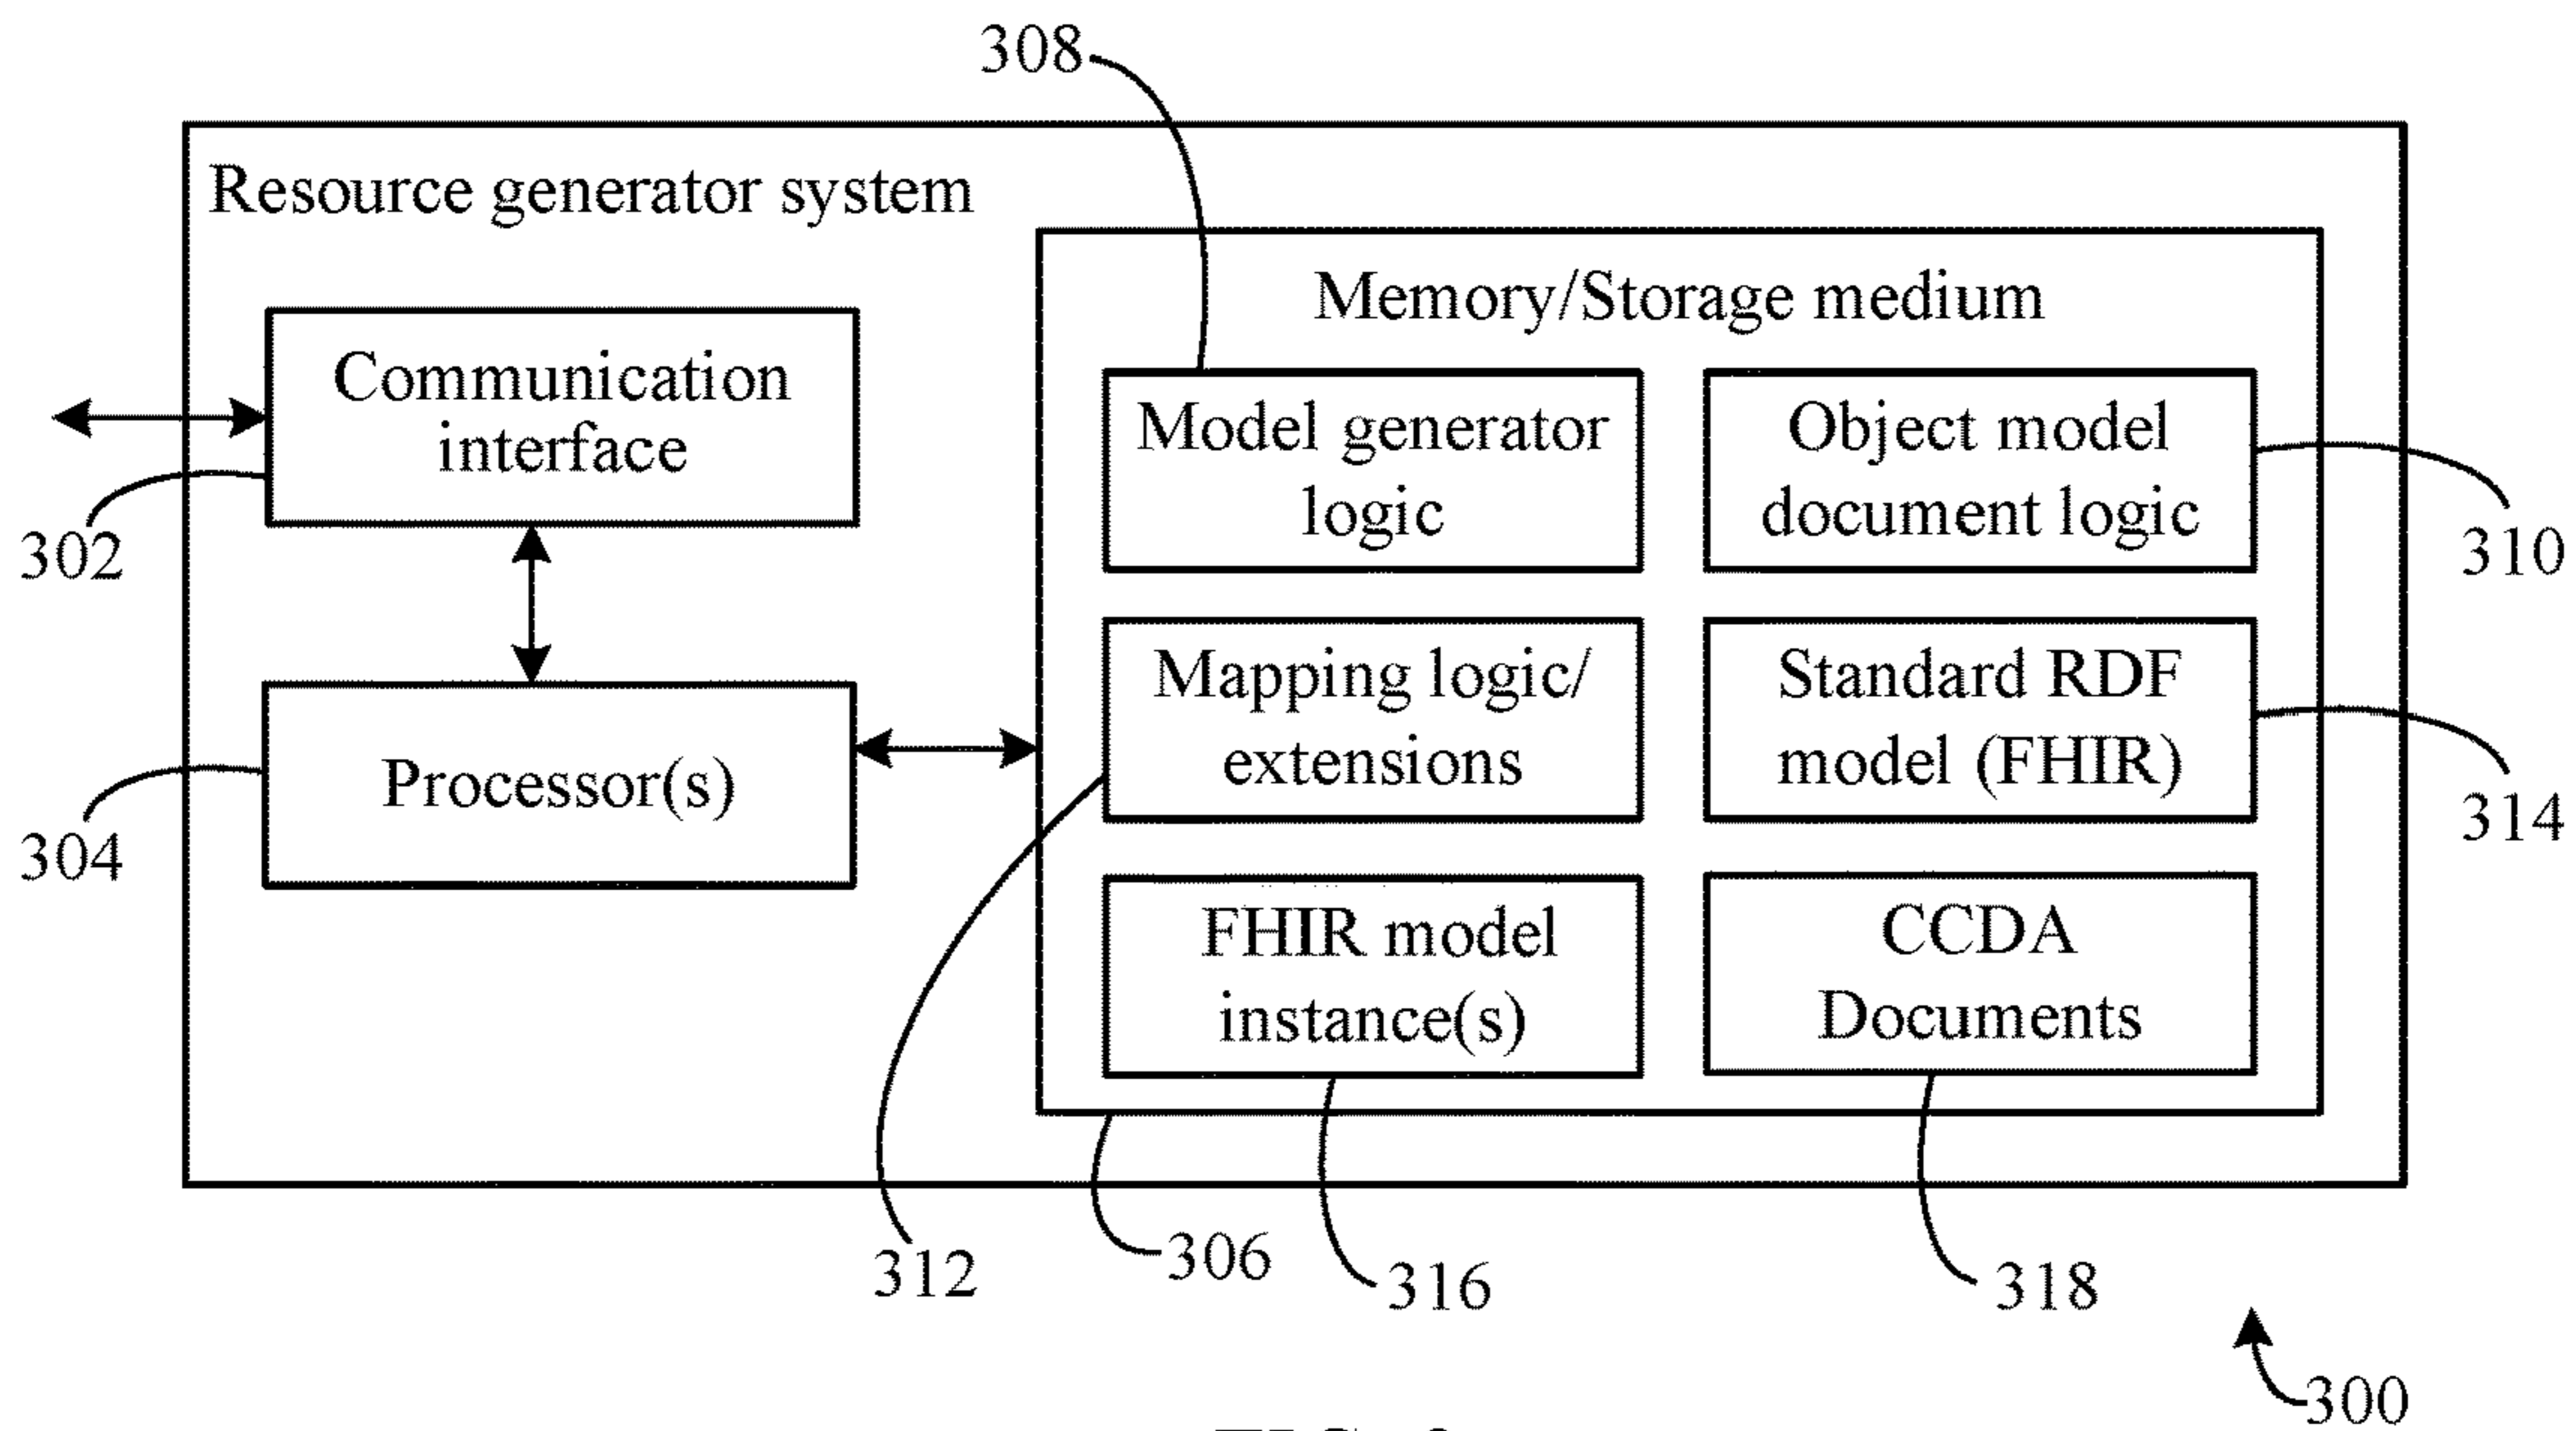 308
Resource generator system
Memory/Storage medium
Communication
interface
302
Model generator
logic
Object model
document logic
310
Processor(s)
304
Mapping logic/
extensions
Standard RDF
model (FHIR)
314
FHIR model
instance(s)
CCDA
Documents
312
306
316
318
300